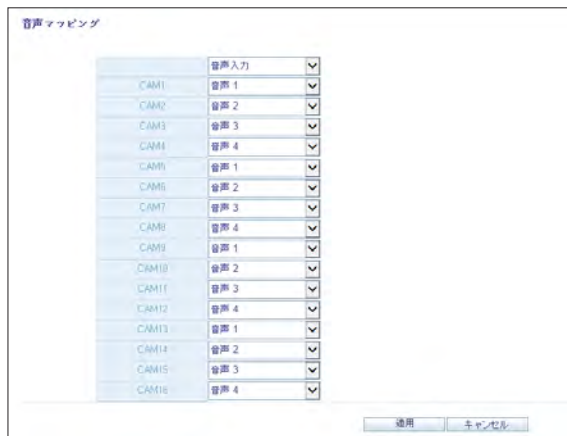 音声マッピング
音声入力
CAM1 音声 1
CAM2 音声 2
CAM3 音声 3
CAM4 音声 4
CAM5 音声 1
CAM6 音声 2
CAM7 音声 3
CAM8 音声 4
CAM9 音声 1
CAM10 音声 2
CAM11 音声 3
CAM12 音声 4
CAM13 音声 1
CAM14 音声 2
CAM15 音声 3
CAM16 音声 4
適用 キャンセル